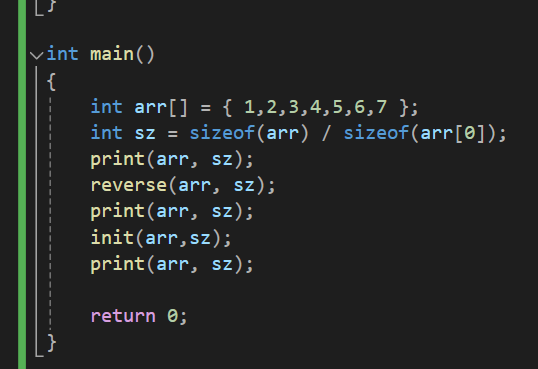 }
int main()
{
int arr[] = { 1,2,3,4,5,6,7 };
int sz = sizeof(arr) / sizeof(arr[0]);
print(arr, sz);
reverse(arr, sz);
print(arr, sz);
init(arr,sz);
print(arr, sz);
return 0;
}